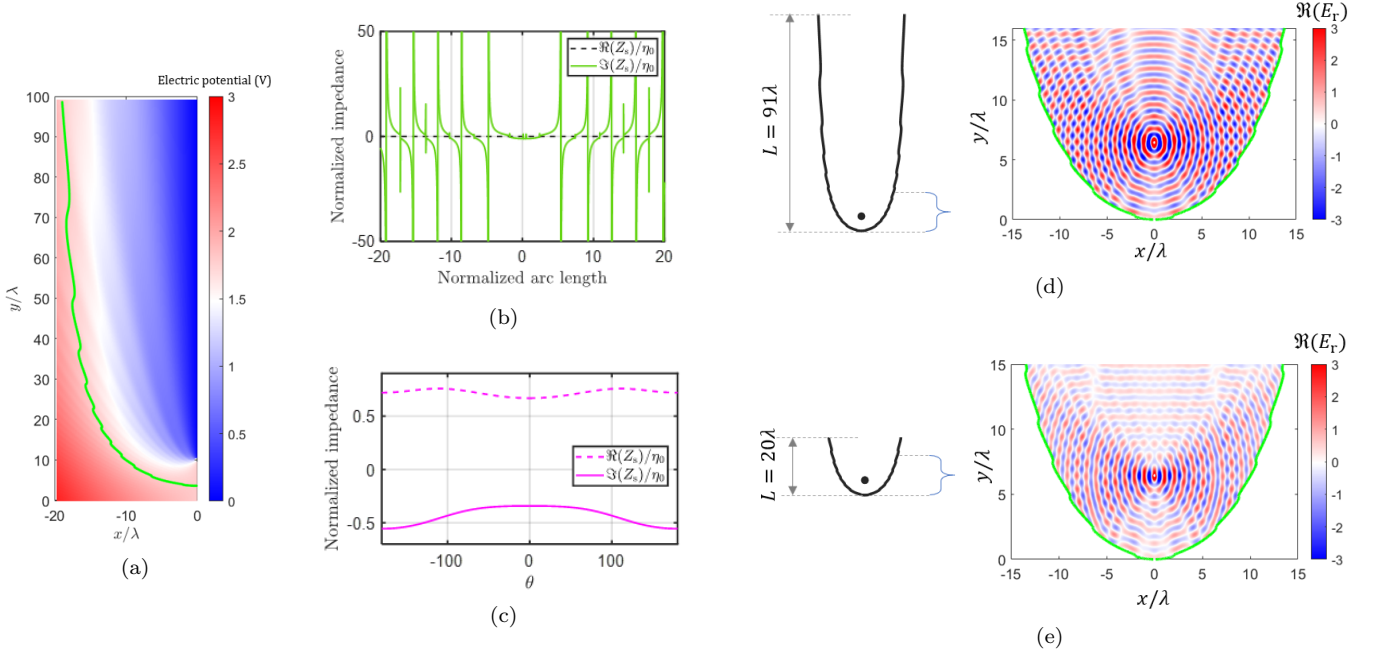 Electric potential (V)
100
90
80
70
60
50
40
30
20
10
0
y/λ
-20
-10
0
x/λ
3
2.5
2
1.5
1
0.5
0
(a)
50
0
-50
Normalized impedance
ℜ(Zₛ)/η₀
ℑ(Zₛ)/η₀
-20
-10
0
10
20
Normalized arc length
(b)
0.5
0
-0.5
Normalized impedance
ℜ(Zₛ)/η₀
ℑ(Zₛ)/η₀
-100
0
100
θ
(c)
L = 91λ
ℜ(Eᵣ)
15
10
5
0
y/λ
-15
-10
-5
0
5
10
15
x/λ
3
2
1
0
-1
-2
-3
(d)
L = 20λ
ℜ(Eᵣ)
15
10
5
0
y/λ
-15
-10
-5
0
5
10
15
x/λ
3
2
1
0
-1
-2
-3
(e)